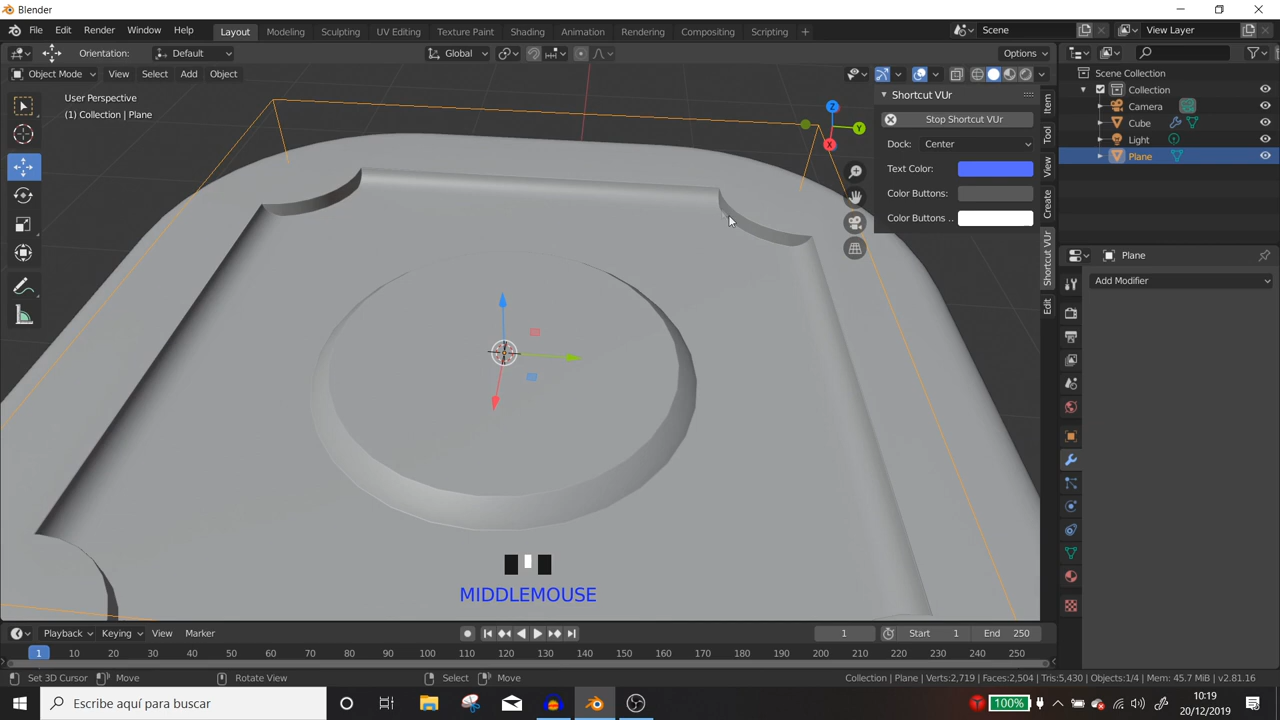 Blender
File Edit Render Window Help Layout Modeling Sculpting UV Editing Texture Paint Shading Animation Rendering Compositing Scripting + Scene View Layer
Orientation: Default Global Options
Object Mode View Select Add Object
User Perspective
(1) Collection | Plane
Shortcut VUr
Stop Shortcut VUr
Dock: Center
Text Color:
Color Buttons:
Color Buttons ..
Z
Y
X
Item
Tool
View
Create
Shortcut VUr
Edit
Scene Collection
Collection
Camera
Cube
Light
Plane
Plane
Add Modifier
MIDDLEMOUSE
Playback Keying View Marker 1 Start 1 End 250
1 10 20 30 40 50 60 70 80 90 100 110 120 130 140 150 160 170 180 190 200 210 220 230 240 250
Set 3D Cursor Move Rotate View Select Move Collection | Plane | Verts:2,719 | Faces:2,504 | Tris:5,430 | Objects:1/4 | Mem: 45.7 MiB | v2.81.16
Escribe aquí para buscar 100% 10:19
20/12/2019